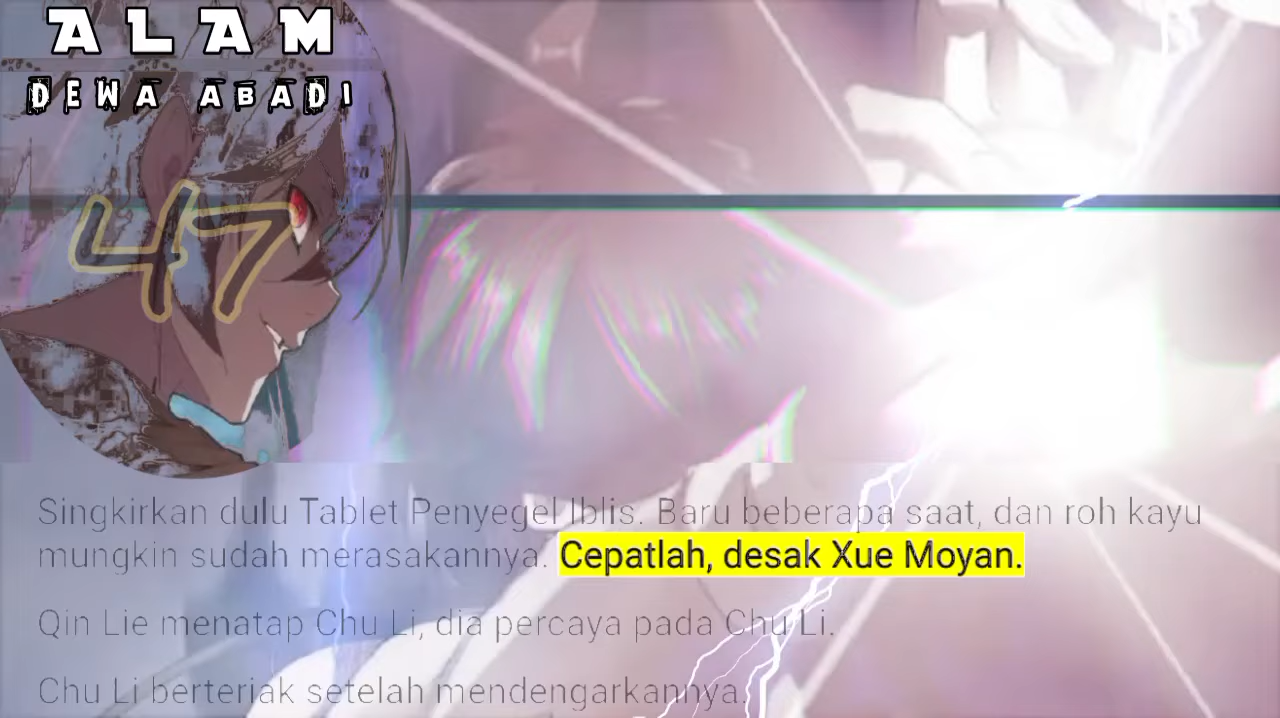 ALAM
DEWA ABADI
47
Singkirkan dulu Tablet Penyegel Iblis. Baru beberapa saat, dan roh kayu
mungkin sudah merasakannya. Cepatlah, desak Xue Moyan.
Qin Lie menatap Chu Li, dia percaya pada Chu Li.
Chu Li berteriak setelah mendengarkannya.